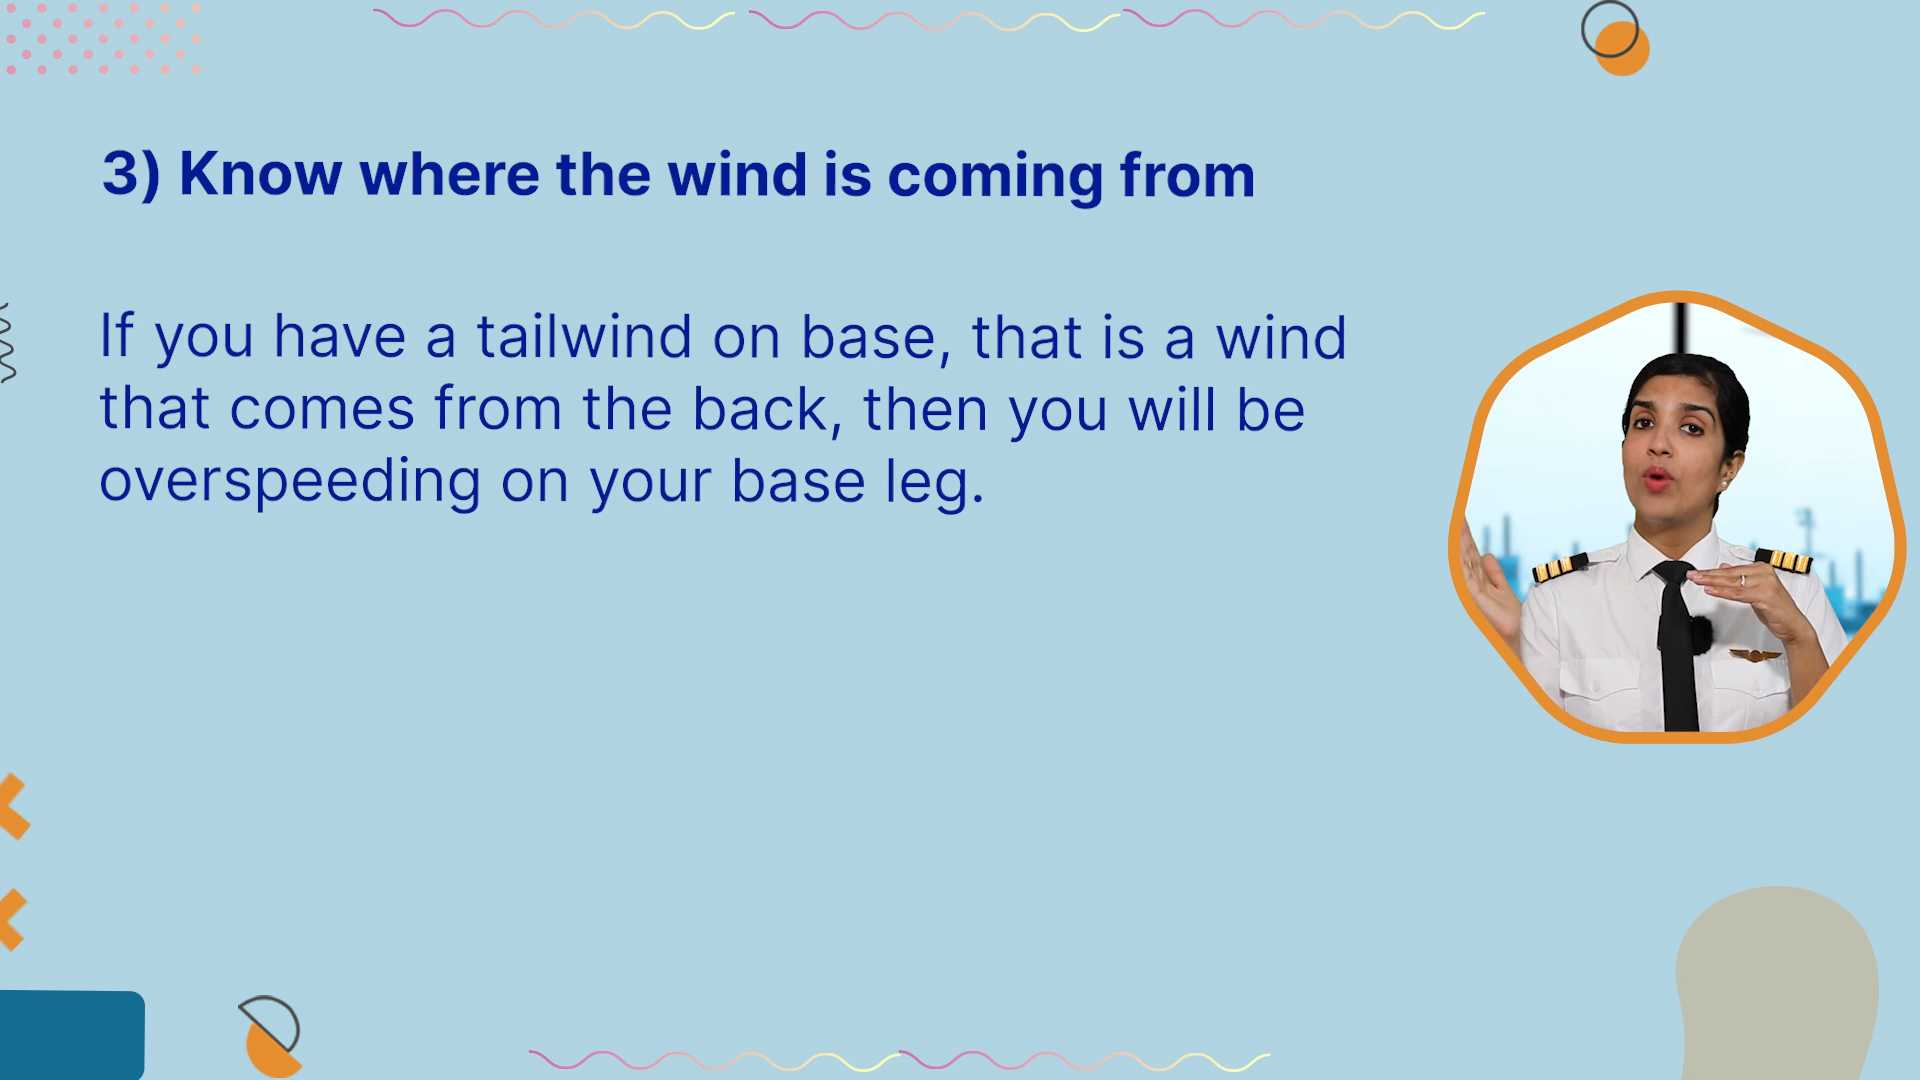 3) Know where the wind is coming from
If you have a tailwind on base, that is a wind
that comes from the back, then you will be
overspeeding on your base leg.